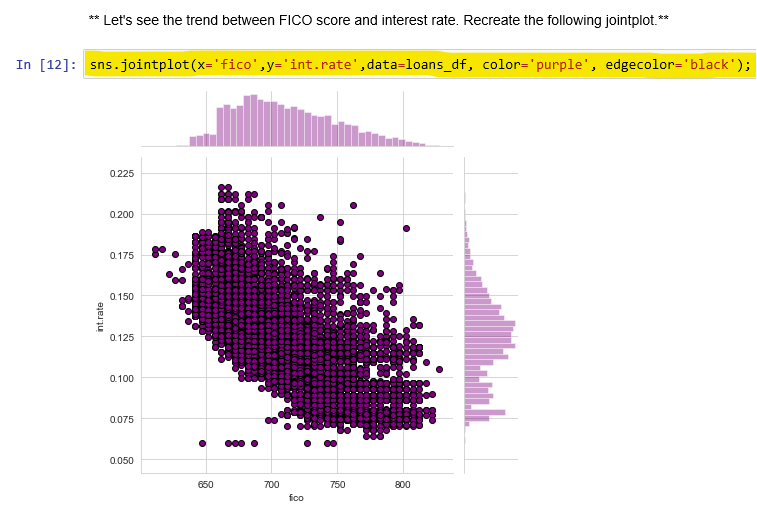 ** Let's see the trend between FICO score and interest rate. Recreate the following jointplot.**
In [12]: sns.jointplot(x='fico',y='int.rate',data=loans_df, color='purple', edgecolor='black');
0.225
0.200
0.175
0.150
0.125
0.100
0.075
0.050
int.rate
650 700 750 800
fico